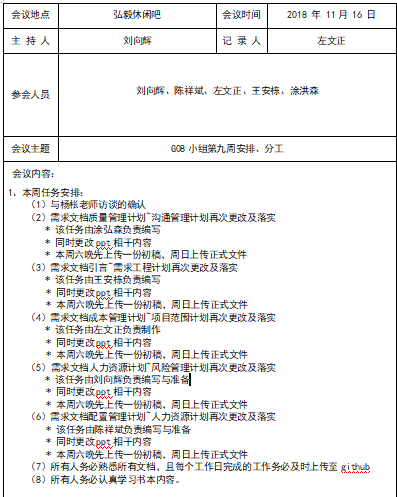 会议地点 弘毅休闲吧 会议时间 2018 年 11 月 16 日
主 持 人 刘向辉 记 录 人 左文正
参会人员 刘向辉、陈祥斌、左文正、王安栋、涂洪森
会议主题 G08 小组第九周安排、分工
会议内容：
1、本周任务安排：
（1）与杨枨老师访谈的确认
（2）需求文档质量管理计划~沟通管理计划再次更改及落实
* 该任务由涂弘森负责编写
* 同时更改ppt相干内容
* 本周六晚先上传一份初稿，周日上传正式文件
（3）需求文档引言~需求工程计划再次更改及落实
* 该任务由王安栋负责编写
* 同时更改ppt相干内容
* 本周六晚先上传一份初稿，周日上传正式文件
（4）需求文档成本管理计划~项目范围计划再次更改及落实
* 该任务由左文正负责制作
* 同时更改ppt相干内容
* 本周六晚先上传一份初稿，周日上传正式文件
（5）需求文档人力资源计划~风险管理计划再次更改及落实
* 该任务由刘向辉负责编写与准备
* 同时更改ppt相干内容
* 本周六晚先上传一份初稿，周日上传正式文件
（6）需求文档配置管理计划~人力资源计划再次更改及落实
* 该任务由陈祥斌负责编写与准备
* 同时更改ppt相干内容
* 本周六晚先上传一份初稿，周日上传正式文件
（7）所有人务必熟悉所有文档，且每个工作日完成的工作务必及时上传至 github
（8）所有人务必认真学习书本内容。